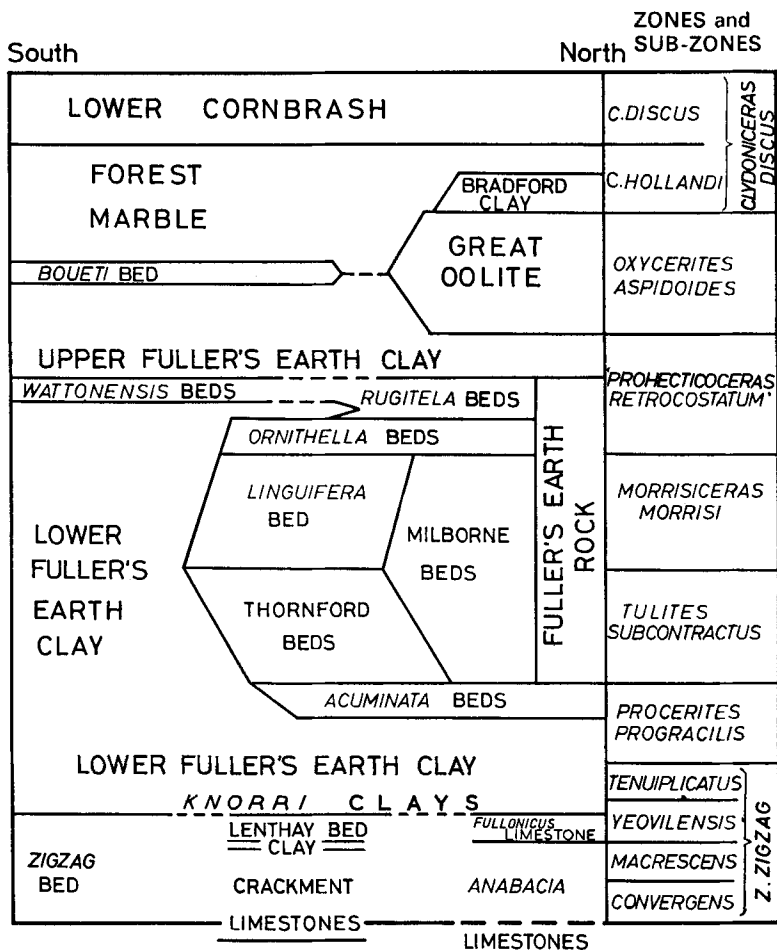 ZONES and
SUB-ZONES
South
North
LOWER CORNBRASH
C.DISCUS
CLYDONICERAS
DISCUS
FOREST
MARBLE
BRADFORD
CLAY
C.HOLLANDI
GREAT
OOLITE
BOUETI BED
OXYCERITES
ASPIDOIDES
UPPER FULLER'S EARTH CLAY
WATTONENSIS BEDS
RUGITELA BEDS
PROHECTICOCERAS
RETROCOSTATUM
ORNITHELLA BEDS
LINGUIFERA
BED
MILBORNE
BEDS
FULLER'S EARTH
ROCK
MORRISICERAS
MORRISI
LOWER
FULLER'S
EARTH
CLAY
THORNFORD
BEDS
TULITES
SUBCONTRACTUS
ACUMINATA BEDS
PROCERITES
PROGRACILIS
LOWER FULLER'S EARTH CLAY
KNORRI CLAYS
TENUIPLICATUS
LENTHAY BED
CLAY
FULLONICUS
LIMESTONE
YEOVILENSIS
Z. ZIGZAG
ZIGZAG
BED
CRACKMENT
LIMESTONES
ANABACIA
LIMESTONES
MACRESCENS
CONVERGENS